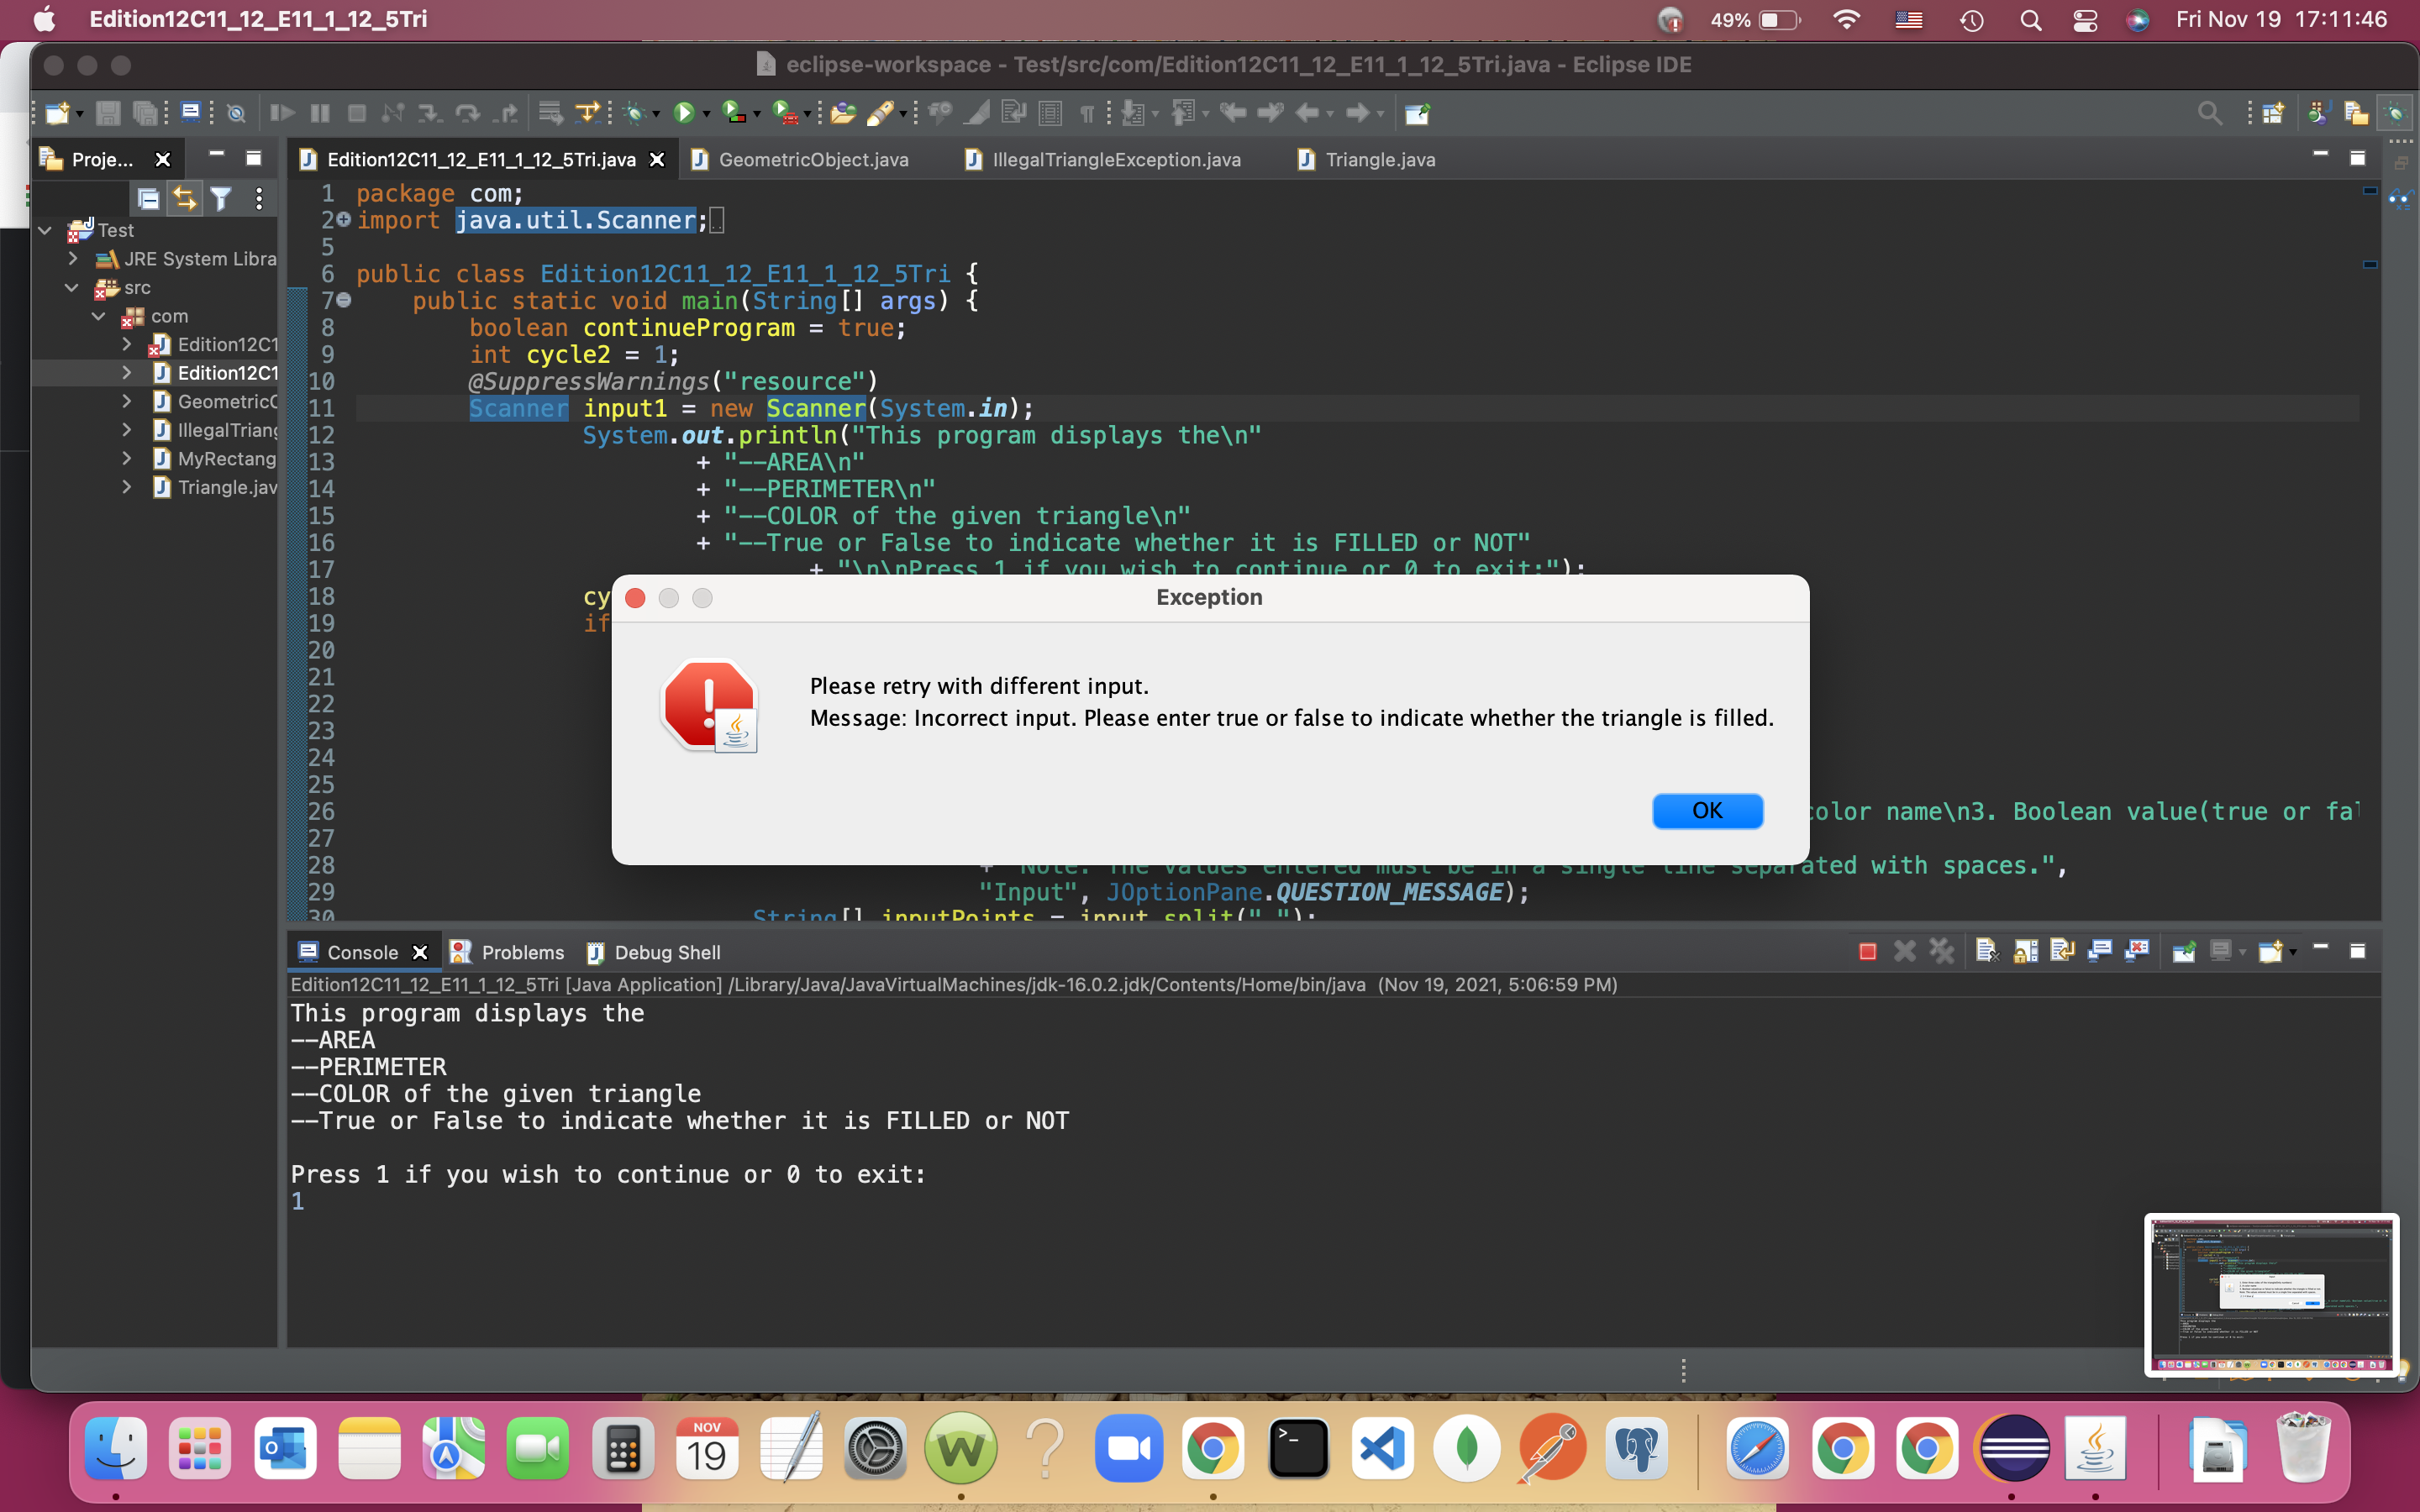 Edition12C11_12_E11_1_12_5Tri
49%
Fri Nov 19 17:11:46
eclipse-workspace - Test/src/com/Edition12C11_12_E11_1_12_5Tri.java - Eclipse IDE
Proje...
Edition12C11_12_E11_1_12_5Tri.java
GeometricObject.java
IllegalTriangleException.java
Triangle.java
Test
JRE System Libra
src
com
Edition12C1
Edition12C1
GeometricO
IllegalTriang
MyRectang
Triangle.jav
1 package com;
2 import java.util.Scanner;
5
6 public class Edition12C11_12_E11_1_12_5Tri {
7 public static void main(String[] args) {
8 boolean continueProgram = true;
9 int cycle2 = 1;
10 @SuppressWarnings("resource")
11 Scanner input1 = new Scanner(System.in);
12 System.out.println("This program displays the\n"
13 + "--AREA\n"
14 + "--PERIMETER\n"
15 + "--COLOR of the given triangle\n"
16 + "--True or False to indicate whether it is FILLED or NOT"
17 + "\n\nPress 1 if you wish to continue or 0 to exit:");
18 cy
19 if
20
21
22
23
24
25
26 color name\n3. Boolean value(true or fal
27
28 + "Note: The values entered must be in a single line separated with spaces.",
29 "Input", JOptionPane.QUESTION_MESSAGE);
30 String[] inputPoints = input.split(" ");
Exception
Please retry with different input.
Message: Incorrect input. Please enter true or false to indicate whether the triangle is filled.
OK
Console
Problems
Debug Shell
Edition12C11_12_E11_1_12_5Tri [Java Application] /Library/Java/JavaVirtualMachines/jdk-16.0.2.jdk/Contents/Home/bin/java (Nov 19, 2021, 5:06:59 PM)
This program displays the
--AREA
--PERIMETER
--COLOR of the given triangle
--True or False to indicate whether it is FILLED or NOT
Press 1 if you wish to continue or 0 to exit:
1
NOV
19